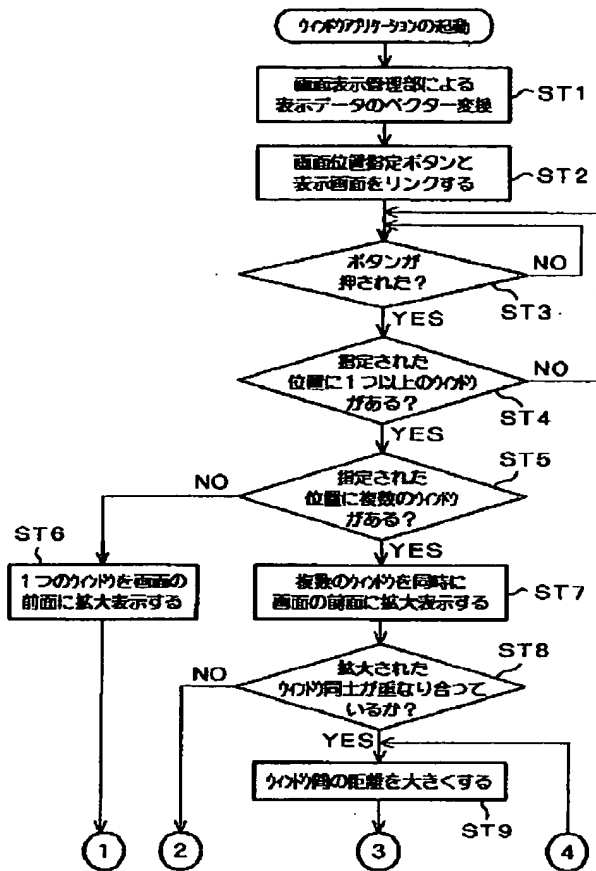 ウィンドウアプリケーションの起動
画面表示管理部による
表示データのベクター変換
ST1
画面位置指定ボタンと
表示画面をリンクする
ST2
ボタンが
押された？
NO
ST3
YES
指定された
位置に１つ以上のウィンドウ
がある？
NO
ST4
YES
指定された
位置に複数のウィンドウ
がある？
ST5
NO
YES
ST6
１つのウィンドウを画面の
前面に拡大表示する
複数のウィンドウを同時に
画面の前面に拡大表示する
ST7
拡大された
ウィンドウ同士が重なり合って
いるか？
ST8
NO
YES
ウィンドウ間の距離を大きくする
ST9
1
2
3
4